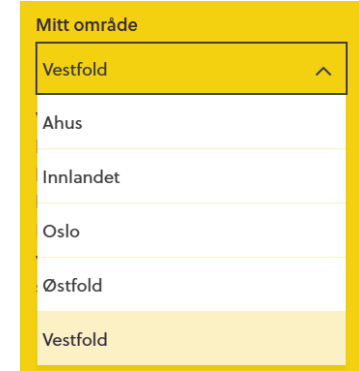 Mitt område
Vestfold
Ahus
Innlandet
Oslo
Østfold
Vestfold